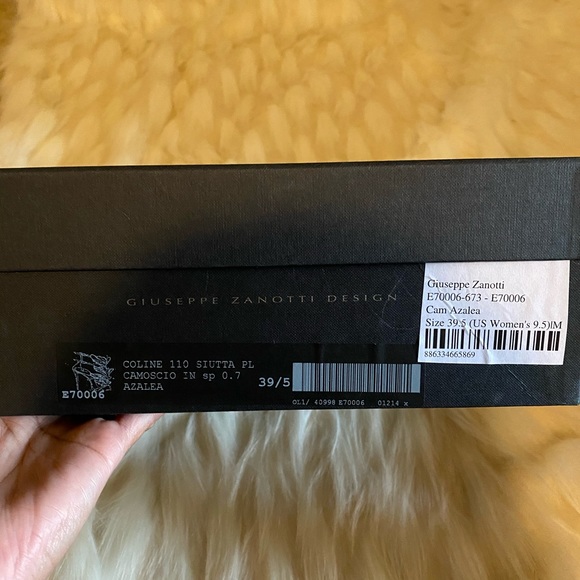 GIUSEPPE ZANOTTI DESIGN
Giuseppe Zanotti
E70006-673 - E70006
Cam Azalea
Size 39.5 (US Women's 9.5)|M
886334665869
COLINE 110 SIUTTA PL
CAMOSCIO IN sp 0.7
AZALEA
39/5
E70006
OL1/ 40998 E70006 01214 x